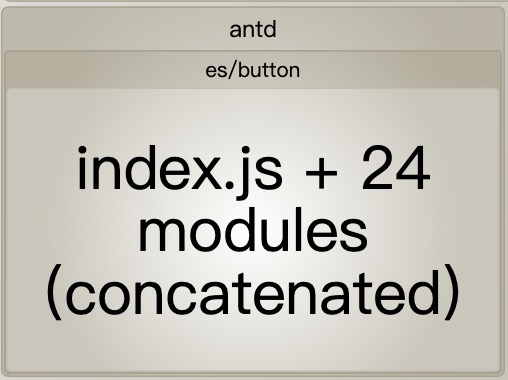 antd
es/button
index.js + 24
modules
(concatenated)